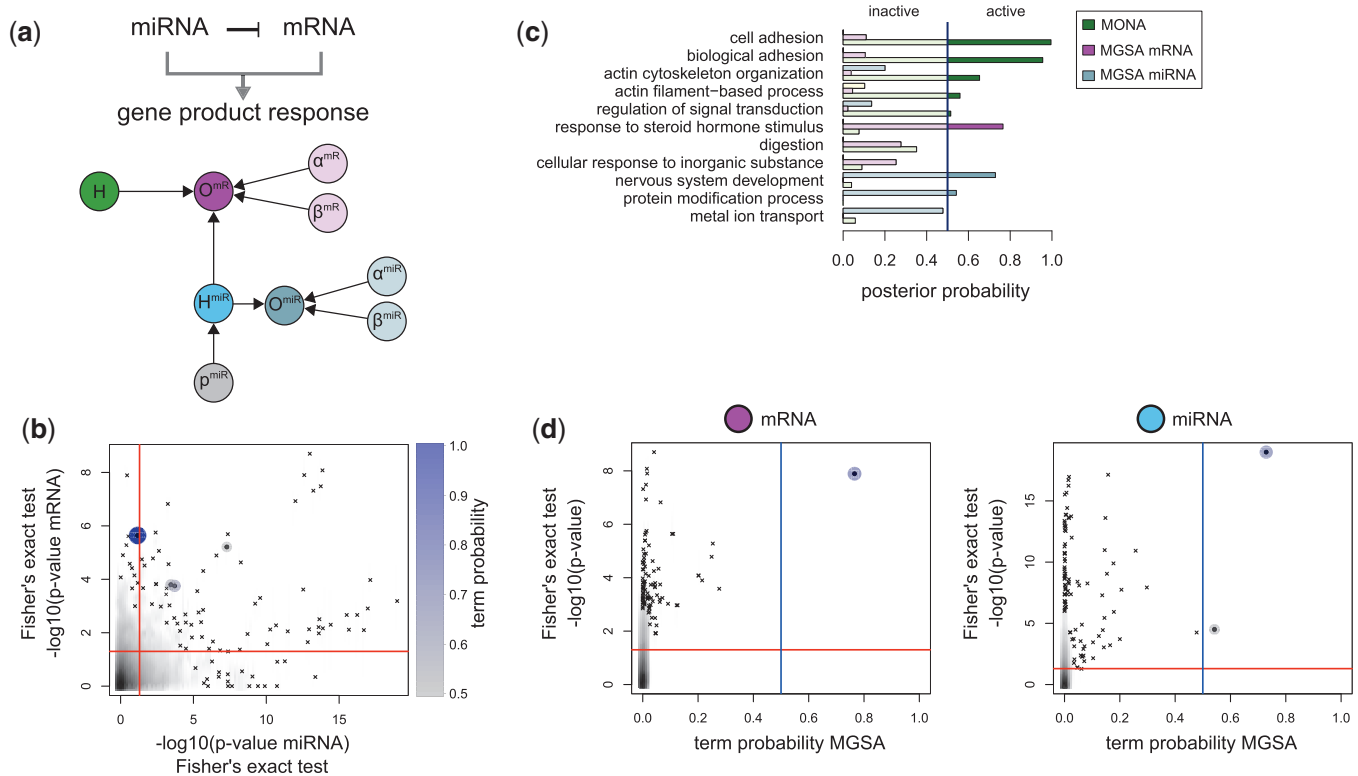 (a)
miRNA mRNA
gene product response
H
O^mR
α^mR
β^mR
H^miR
O^miR
α^miR
β^miR
p^miR
(b)
Fisher's exact test
-log10(p-value mRNA)
8
6
4
2
0
0 5 10 15
-log10(p-value miRNA)
Fisher's exact test
1.0
0.9
0.8
0.7
0.6
0.5
term probability
(c)
inactive active
cell adhesion
biological adhesion
actin cytoskeleton organization
actin filament−based process
regulation of signal transduction
response to steroid hormone stimulus
digestion
cellular response to inorganic substance
nervous system development
protein modification process
metal ion transport
0.0 0.2 0.4 0.6 0.8 1.0
posterior probability
MONA
MGSA mRNA
MGSA miRNA
(d)
mRNA
Fisher's exact test
-log10(p-value)
8
6
4
2
0
0.0 0.2 0.4 0.6 0.8 1.0
term probability MGSA
miRNA
Fisher's exact test
-log10(p-value)
15
10
5
0
0.0 0.2 0.4 0.6 0.8 1.0
term probability MGSA